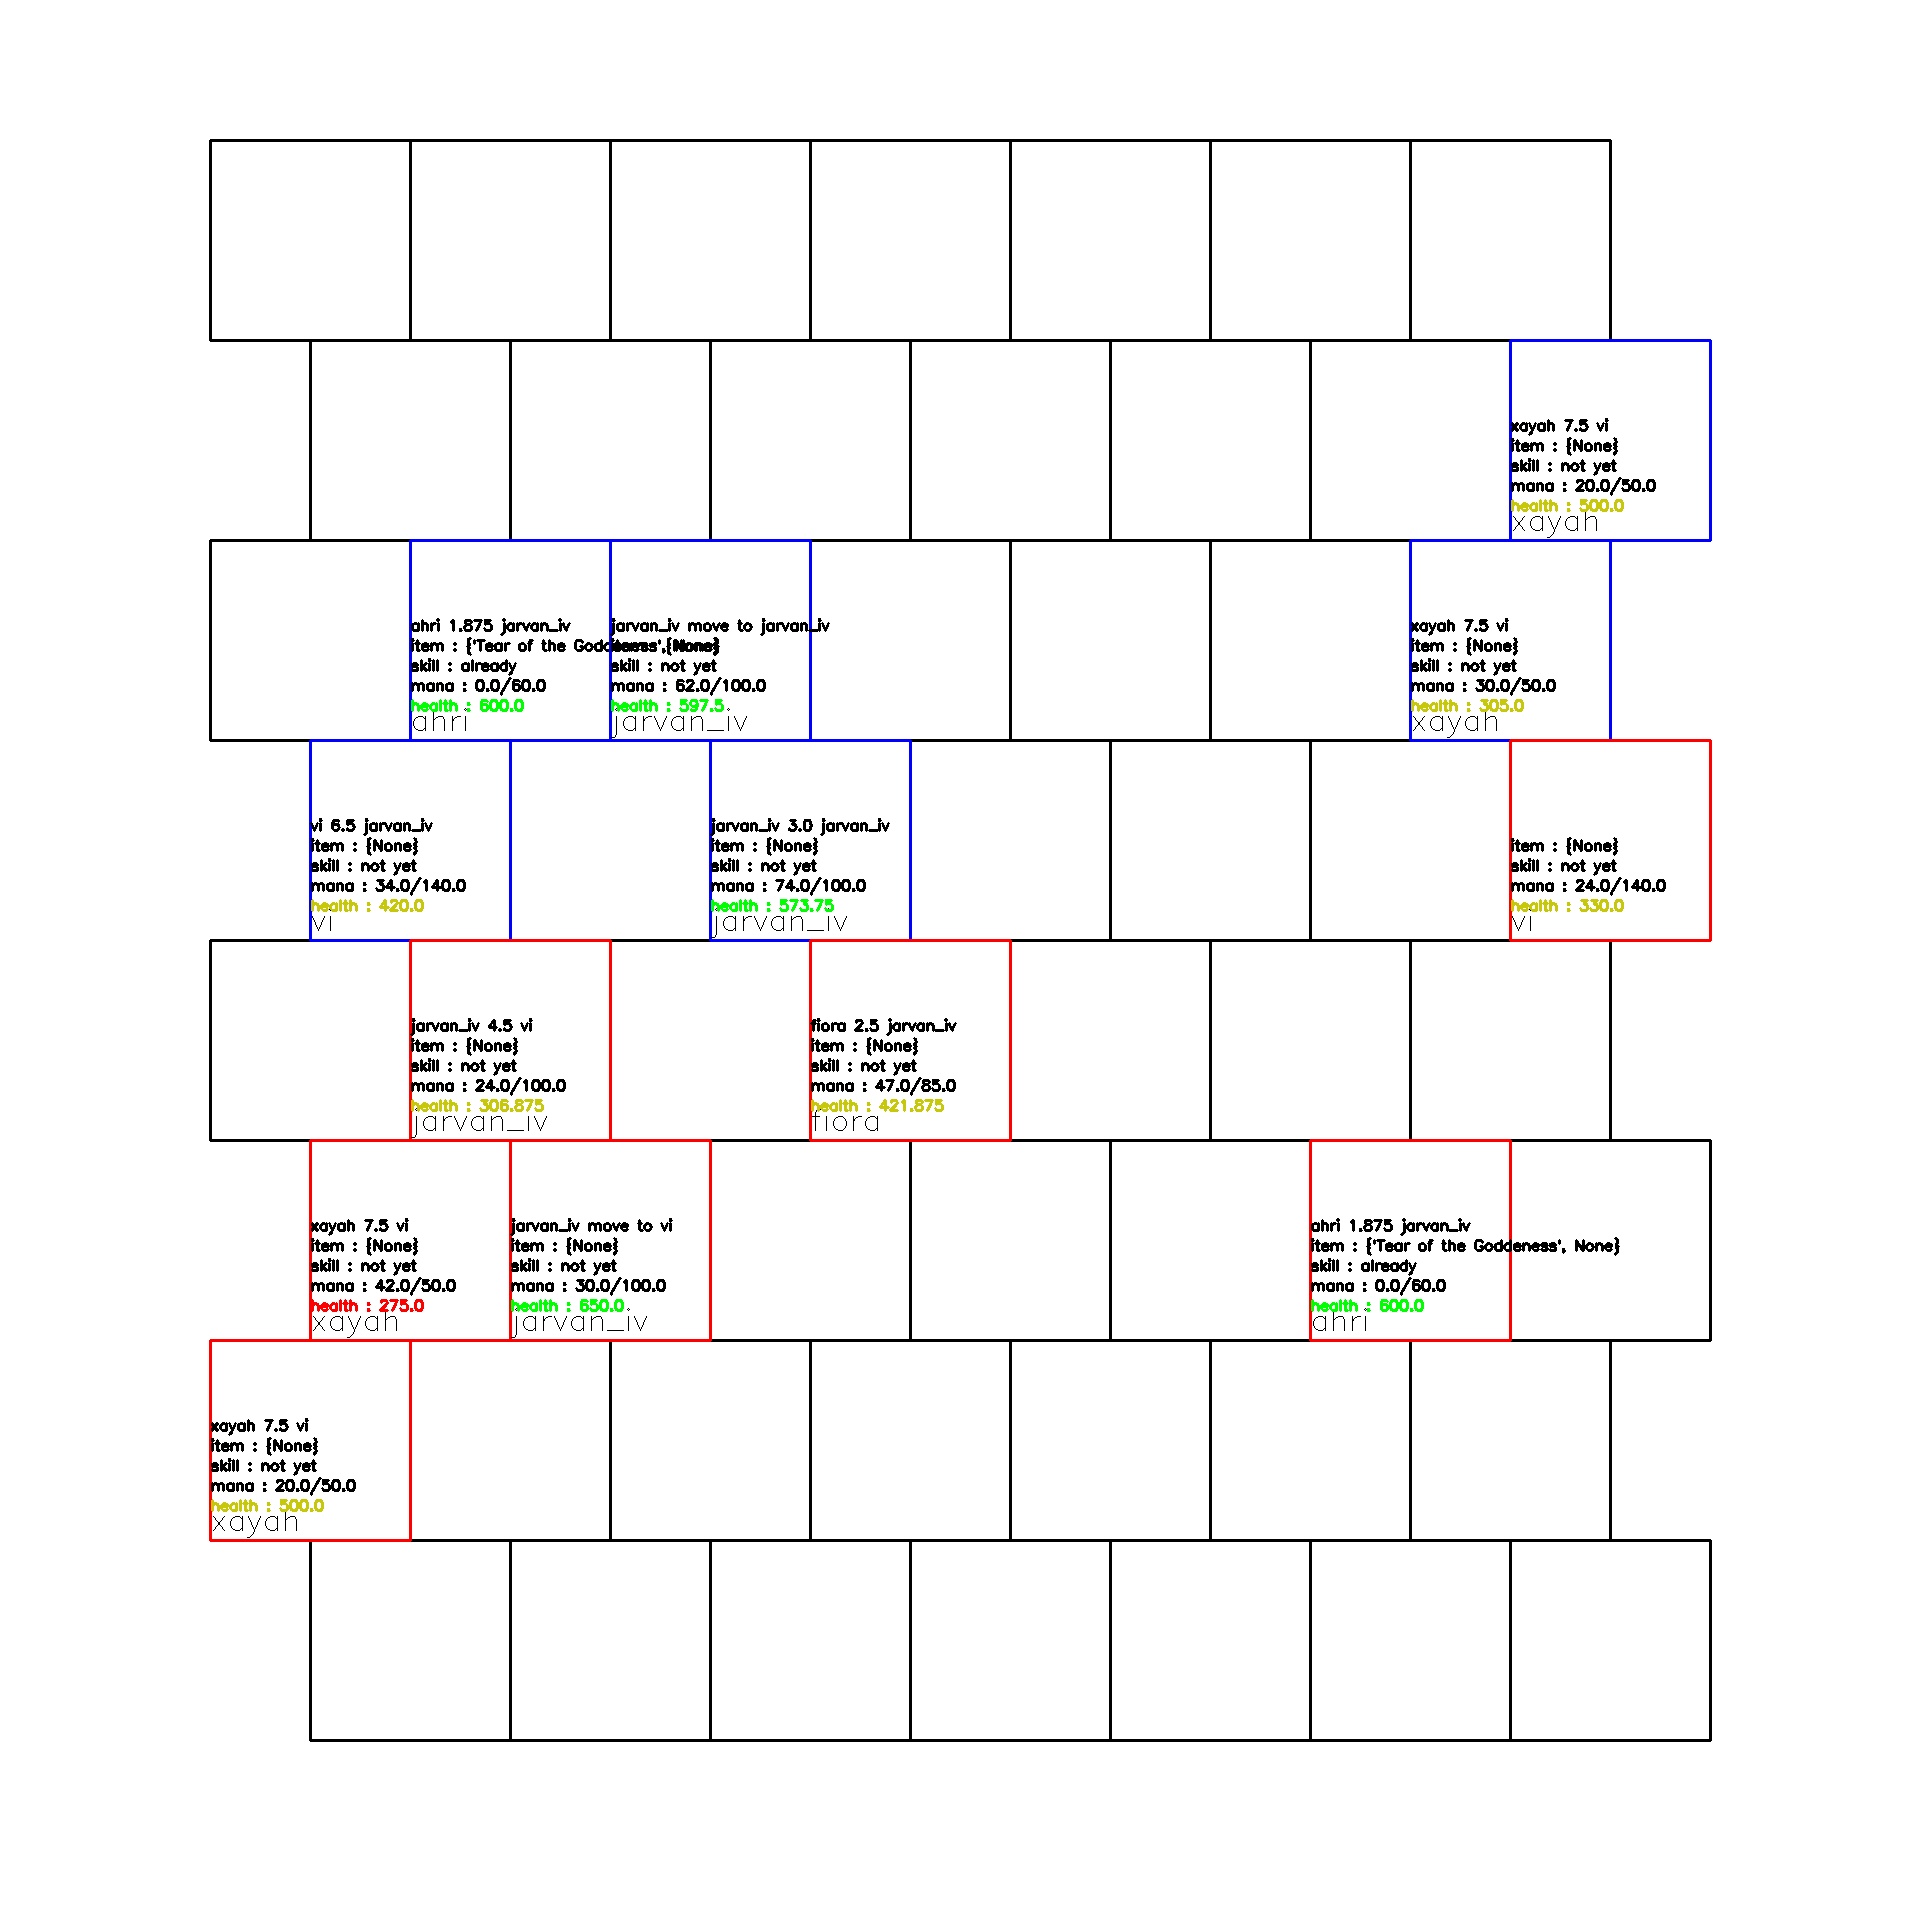 xayah 7.5 vi
item : {None}
skill : not yet
mana : 20.0/50.0
health : 500.0
xayah
ahri 1.875 jarvan_iv
item : {'Tear of the Goddeness', None}
skill : already
mana : 0.0/60.0
health : 600.0
ahri
jarvan_iv move to jarvan_iv
item : {None}
skill : not yet
mana : 62.0/100.0
health : 597.5
jarvan_iv
xayah 7.5 vi
item : {None}
skill : not yet
mana : 30.0/50.0
health : 305.0
xayah
vi 6.5 jarvan_iv
item : {None}
skill : not yet
mana : 34.0/140.0
health : 420.0
vi
jarvan_iv 3.0 jarvan_iv
item : {None}
skill : not yet
mana : 74.0/100.0
health : 573.75
jarvan_iv
item : {None}
skill : not yet
mana : 24.0/140.0
health : 330.0
vi
jarvan_iv 4.5 vi
item : {None}
skill : not yet
mana : 24.0/100.0
health : 306.875
jarvan_iv
fiora 2.5 jarvan_iv
item : {None}
skill : not yet
mana : 47.0/85.0
health : 421.875
fiora
xayah 7.5 vi
item : {None}
skill : not yet
mana : 42.0/50.0
health : 275.0
xayah
jarvan_iv move to vi
item : {None}
skill : not yet
mana : 30.0/100.0
health : 650.0
jarvan_iv
ahri 1.875 jarvan_iv
item : {'Tear of the Goddeness', None}
skill : already
mana : 0.0/60.0
health : 600.0
ahri
xayah 7.5 vi
item : {None}
skill : not yet
mana : 20.0/50.0
health : 500.0
xayah